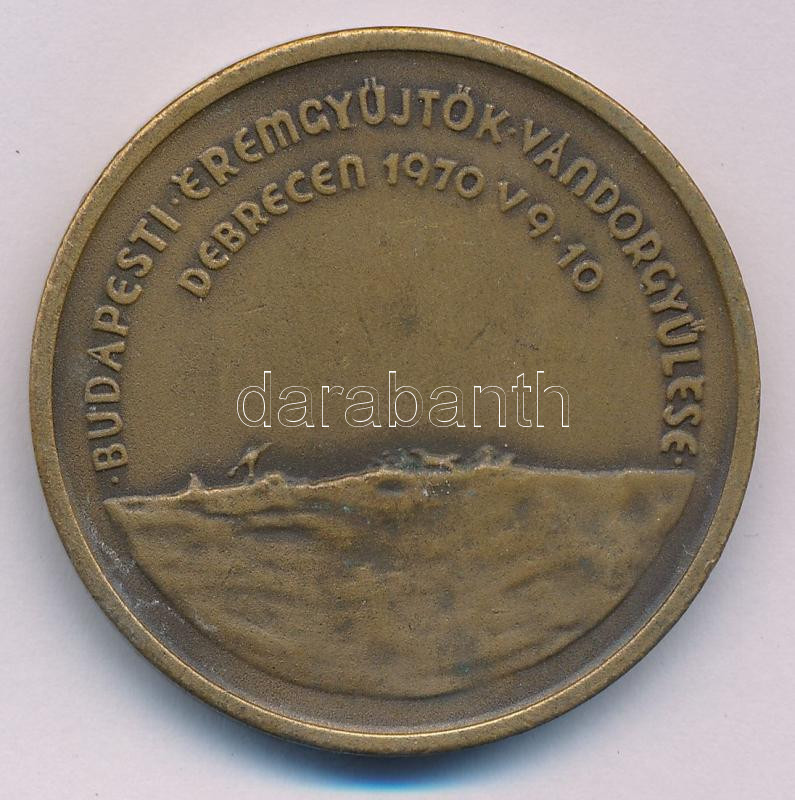 ·BUDAPESTI·ÉREMGYŰJTŐK·VÁNDORGYŰLÉSE·
DEBRECEN 1970 V 9·10
darabanth